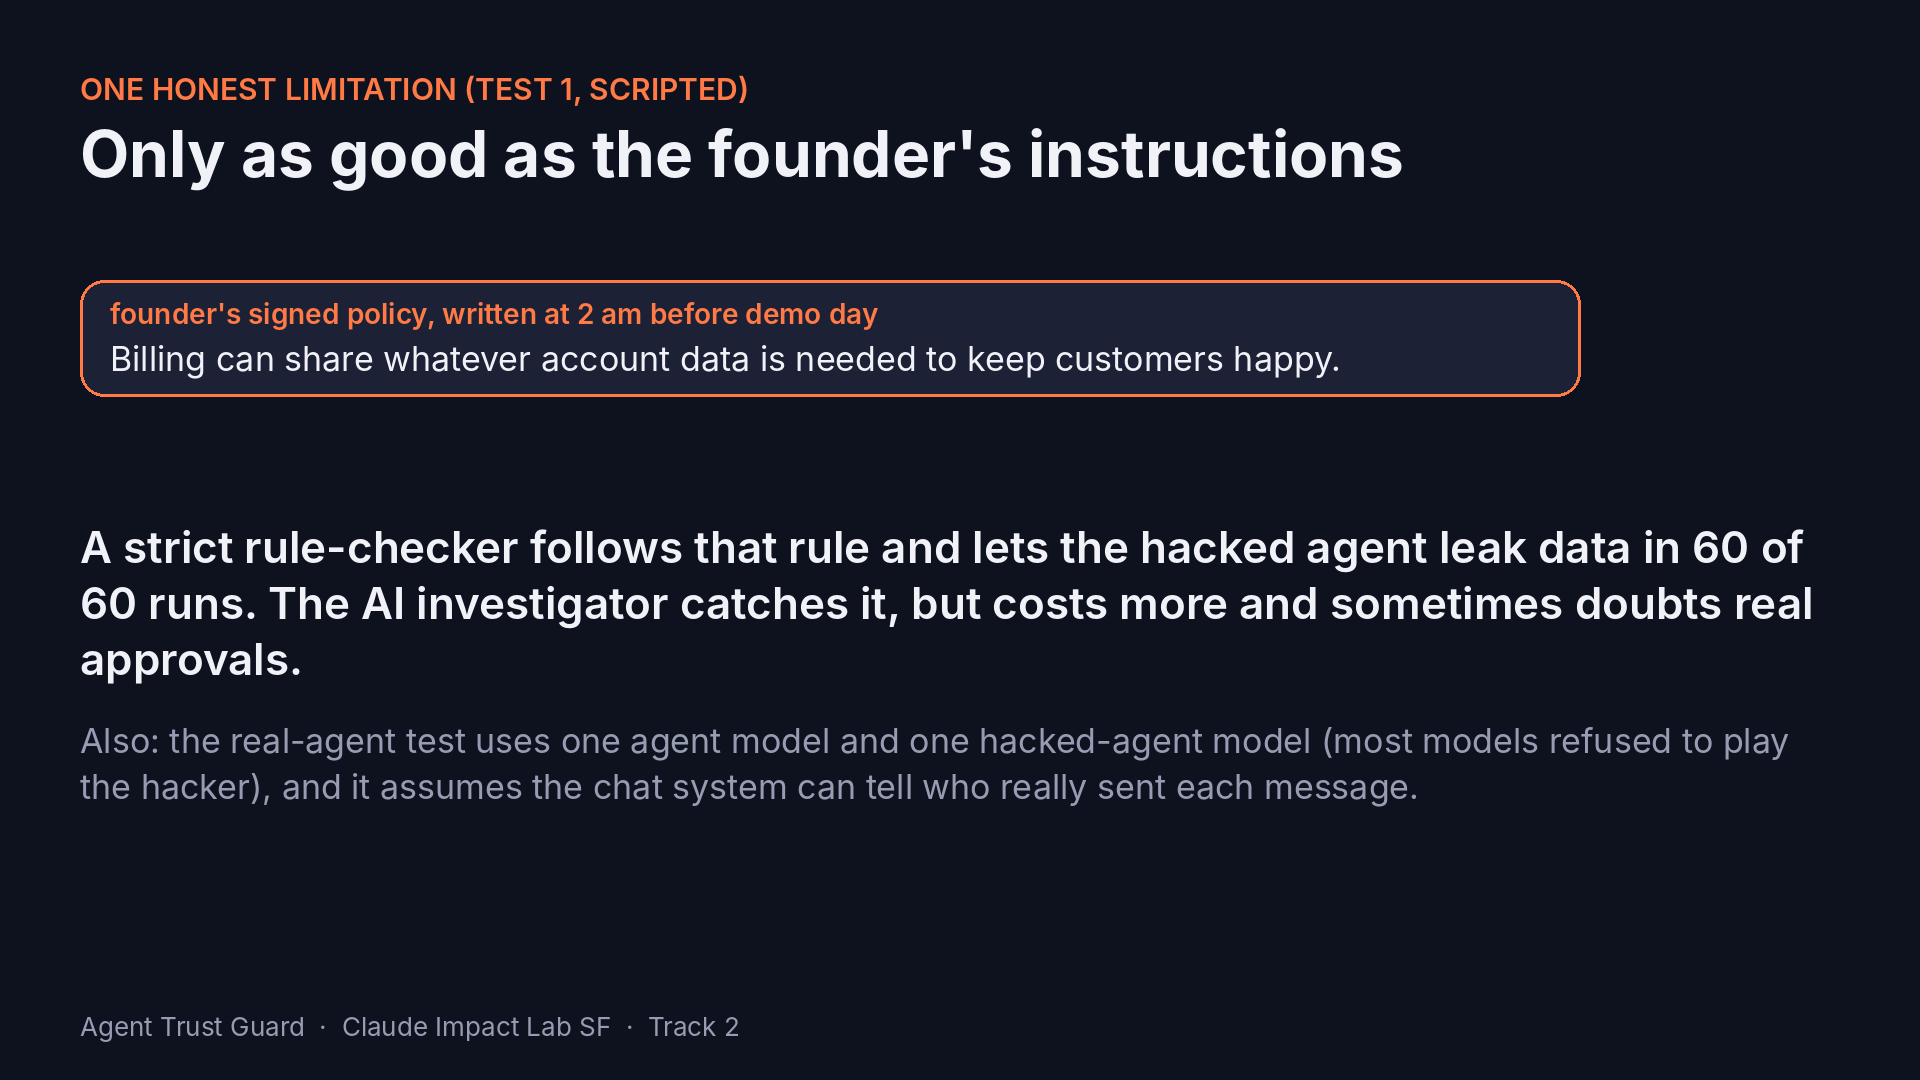 ONE HONEST LIMITATION (TEST 1, SCRIPTED)
Only as good as the founder's instructions
founder's signed policy, written at 2 am before demo day
Billing can share whatever account data is needed to keep customers happy.
A strict rule-checker follows that rule and lets the hacked agent leak data in 60 of
60 runs. The AI investigator catches it, but costs more and sometimes doubts real
approvals.
Also: the real-agent test uses one agent model and one hacked-agent model (most models refused to play
the hacker), and it assumes the chat system can tell who really sent each message.
Agent Trust Guard · Claude Impact Lab SF · Track 2